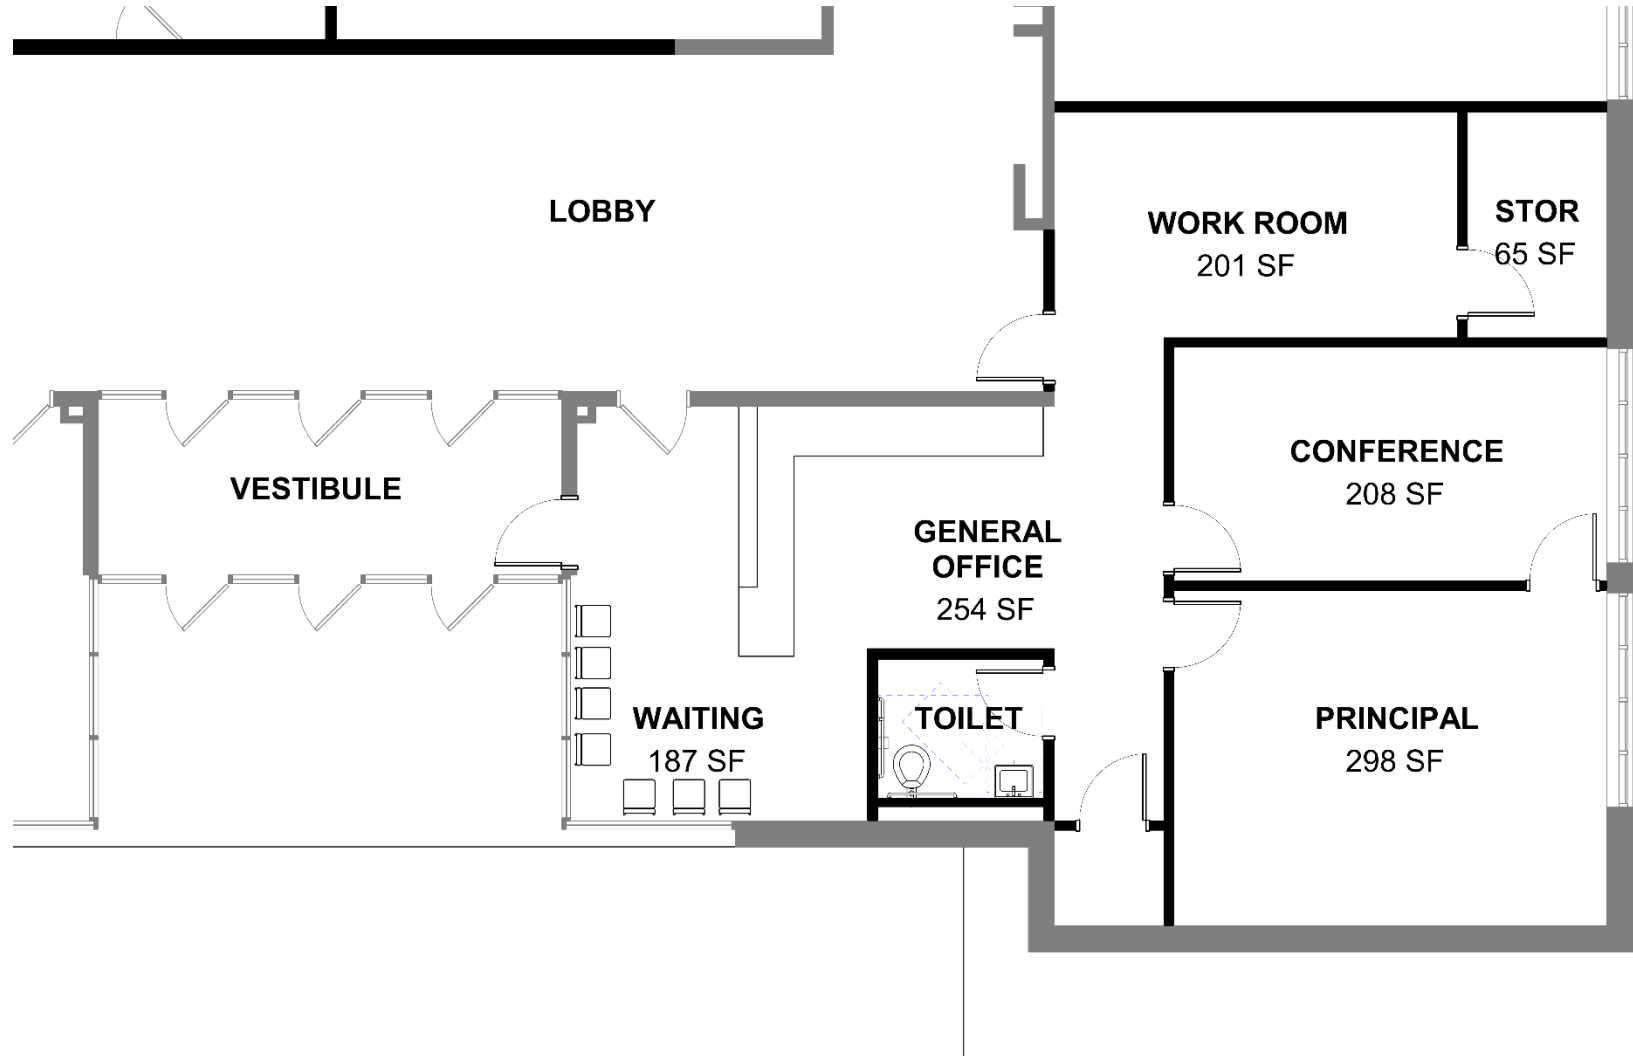 LOBBY
WORK ROOM
201 SF
STOR
65 SF
VESTIBULE
CONFERENCE
208 SF
GENERAL
OFFICE
254 SF
WAITING
187 SF
TOILET
PRINCIPAL
298 SF